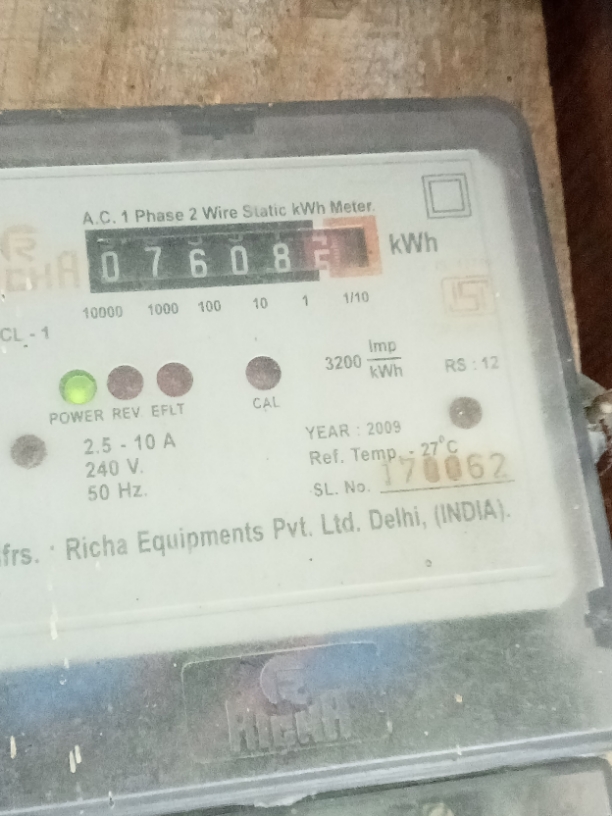 A.C. 1 Phase 2 Wire Static kWh Meter.
RICHA
0 7 6 0 8 kWh
10000 1000 100 10 1 1/10
CL - 1
3200 Imp/kWh
RS : 12
POWER REV EFLT CAL
2.5 - 10 A
240 V.
50 Hz.
YEAR : 2009
Ref. Temp. - 27°C
SL. No. 170062
Mfrs. : Richa Equipments Pvt. Ltd. Delhi, (INDIA).
RICHA